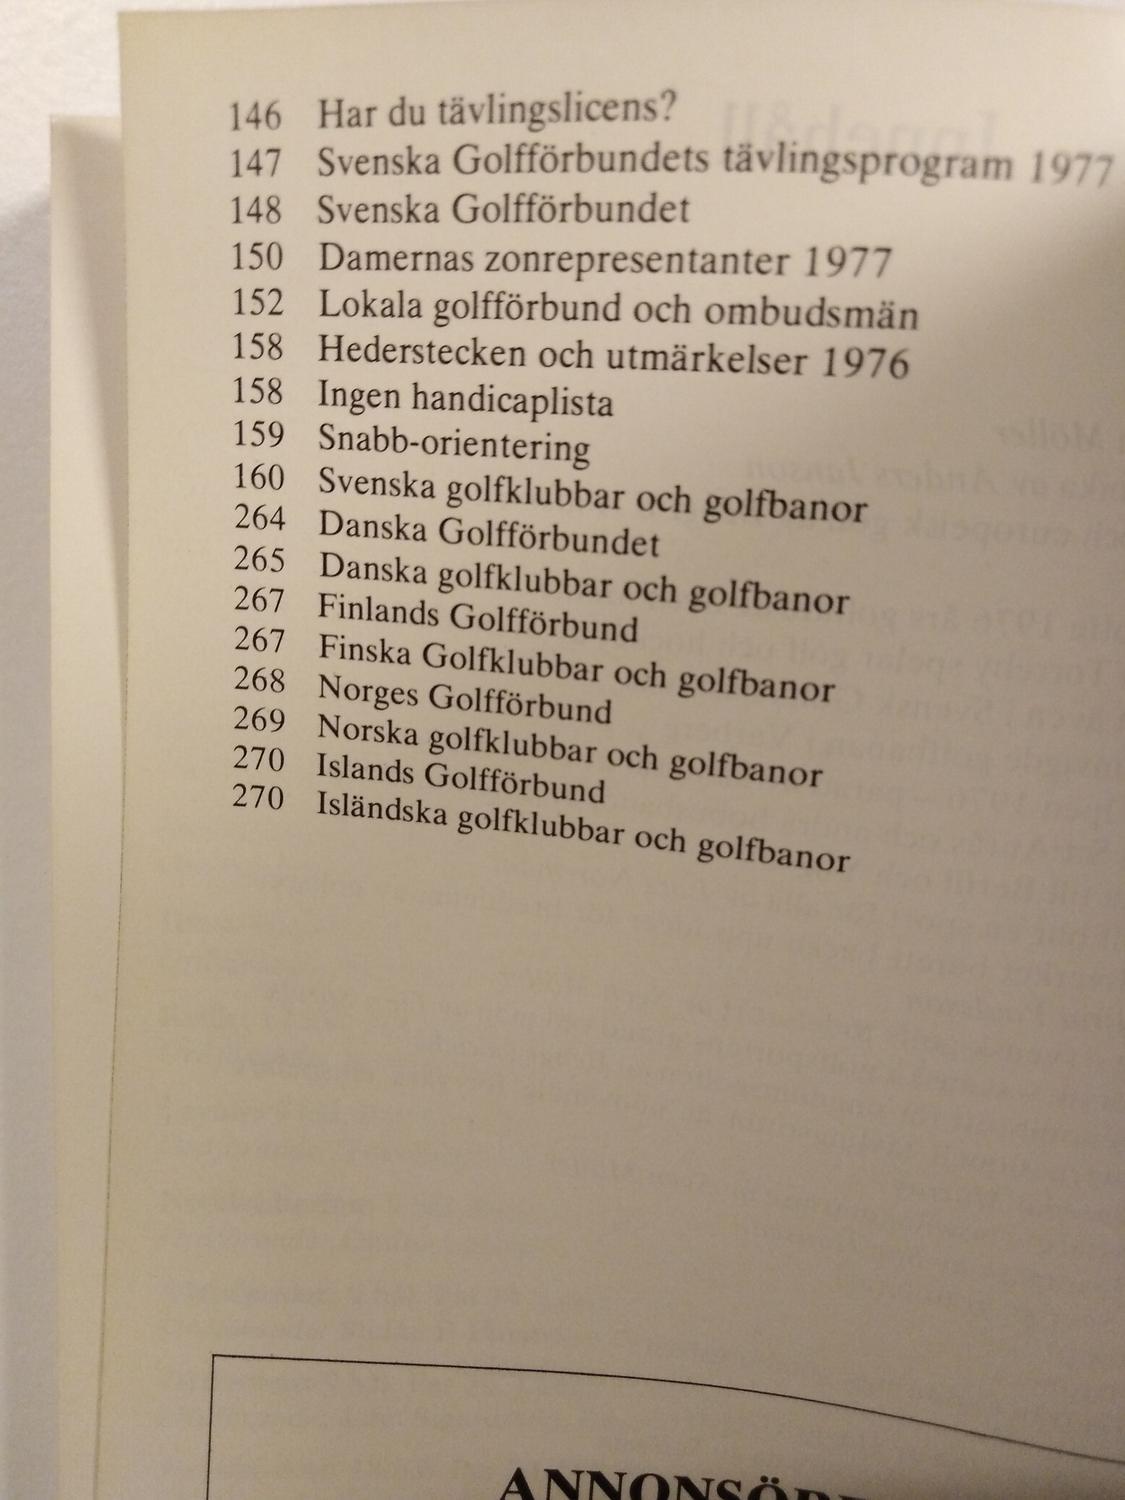 146 Har du tävlingslicens?
147 Svenska Golfförbundets tävlingsprogram 1977
148 Svenska Golfförbundet
150 Damernas zonrepresentanter 1977
152 Lokala golfförbund och ombudsmän
158 Hederstecken och utmärkelser 1976
158 Ingen handicaplista
159 Snabb-orientering
160 Svenska golfklubbar och golfbanor
264 Danska Golfförbundet
265 Danska golfklubbar och golfbanor
267 Finlands Golfförbund
267 Finska Golfklubbar och golfbanor
268 Norges Golfförbund
269 Norska golfklubbar och golfbanor
270 Islands Golfförbund
270 Isländska golfklubbar och golfbanor